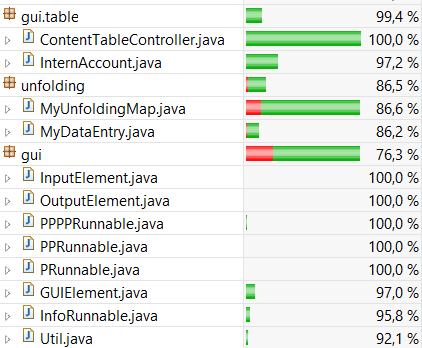 gui.table 99,4 %
ContentTableController.java 100,0 %
InternAccount.java 97,2 %
unfolding 86,5 %
MyUnfoldingMap.java 86,6 %
MyDataEntry.java 86,2 %
gui 76,3 %
InputElement.java 100,0 %
OutputElement.java 100,0 %
PPPPRunnable.java 100,0 %
PPRunnable.java 100,0 %
PRunnable.java 100,0 %
GUIElement.java 97,0 %
InfoRunnable.java 95,8 %
Util.java 92,1 %